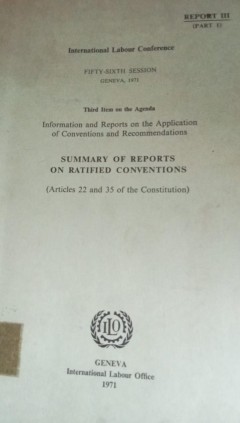 REPORT III
(PART 1)
International Labour Conference
FIFTY-SIXTH SESSION
GENEVA, 1971
Third Item on the Agenda
Information and Reports on the Application
of Conventions and Recommendations
SUMMARY OF REPORTS
ON RATIFIED CONVENTIONS
(Articles 22 and 35 of the Constitution)
ILO
GENEVA
International Labour Office
1971